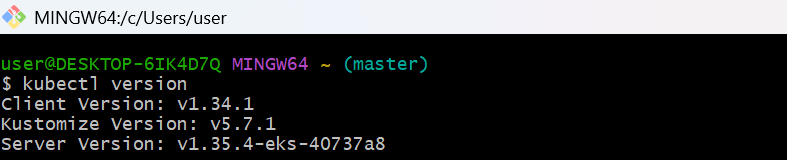 MINGW64:/c/Users/user
user@DESKTOP-6IK4D7Q MINGW64 ~ (master)
$ kubectl version
Client Version: v1.34.1
Kustomize Version: v5.7.1
Server Version: v1.35.4-eks-40737a8